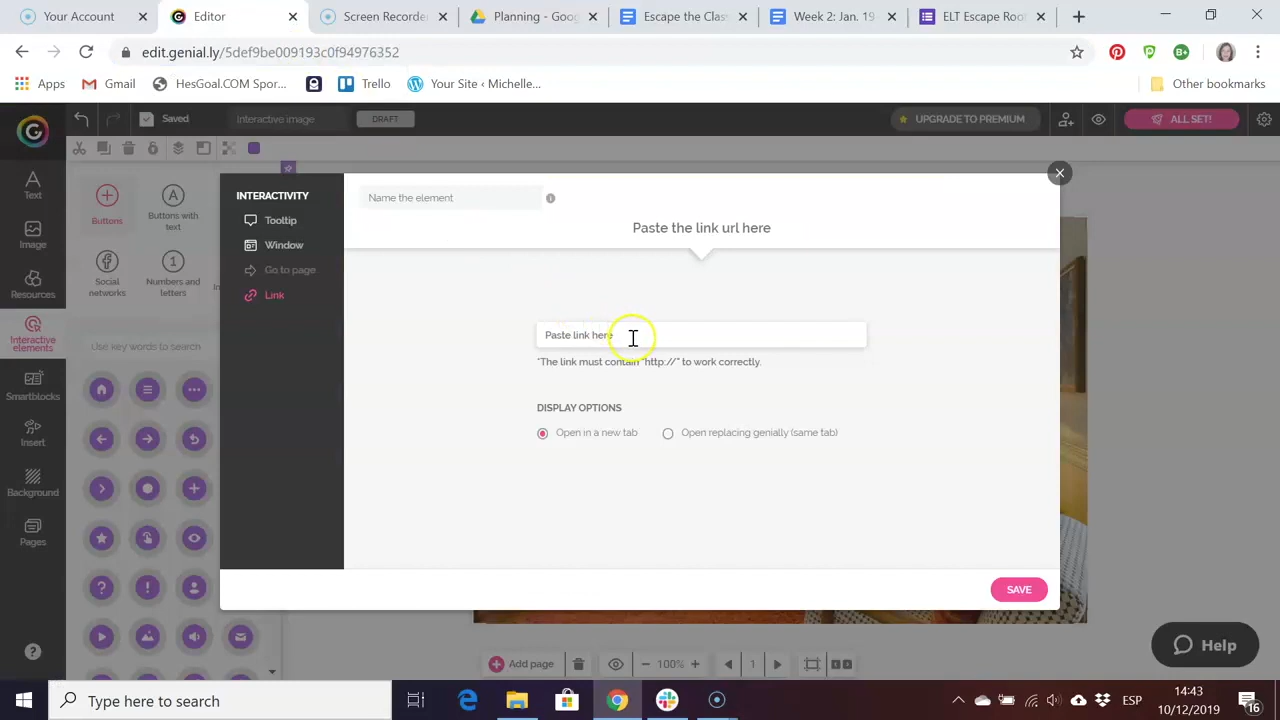 Your Account
Editor
Screen Recorde
Planning - Goog
Escape the Clas
Week 2: Jan. 13
ELT Escape Roo
edit.genial.ly/5def9be009193c0f94976352
Apps
Gmail
HesGoal.COM Spor...
Trello
Your Site ‹ Michelle...
Other bookmarks
Saved
Interactive image
DRAFT
UPGRADE TO PREMIUM
ALL SET!
Text
Image
Resources
Interactive elements
Smartblocks
Insert
Background
Pages
Buttons
Buttons with text
Social networks
Numbers and letters
Use key words to search
INTERACTIVITY
Tooltip
Window
Go to page
Link
Name the element
Paste the link url here
Paste link here
*The link must contain "http://" to work correctly.
DISPLAY OPTIONS
Open in a new tab
Open replacing genially (same tab)
SAVE
Add page
100%
1
Help
Type here to search
ESP
14:43
10/12/2019
16